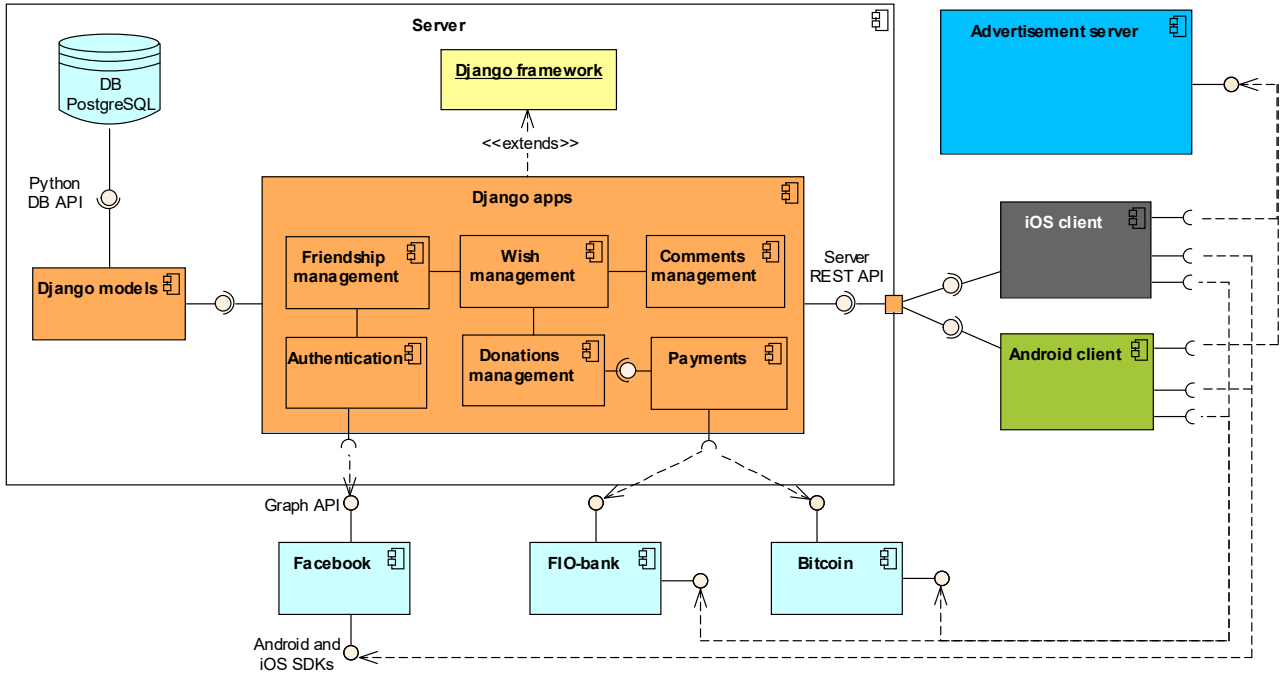 Server
Advertisement server
DB
PostgreSQL
Django framework
<<extends>>
Python
DB API
Django apps
iOS client
Friendship
management
Wish
management
Comments
management
Server
REST API
Django models
Authentication
Donations
management
Payments
Android client
Graph API
Facebook
FIO-bank
Bitcoin
Android and
iOS SDKs